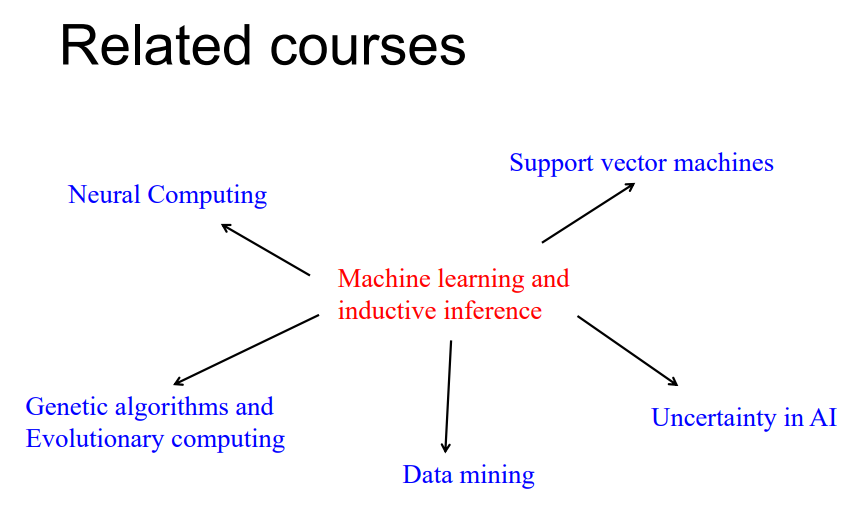 Related courses
Support vector machines
Neural Computing
Machine learning and
inductive inference
Genetic algorithms and
Evolutionary computing
Uncertainty in AI
Data mining